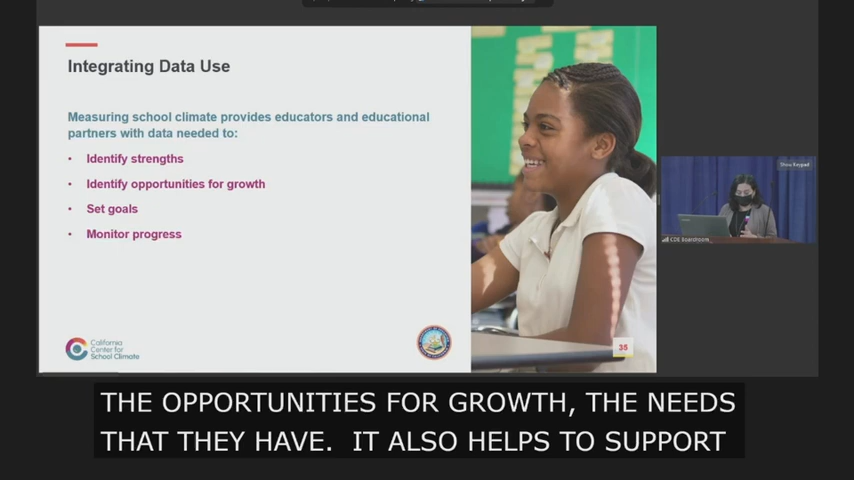 Integrating Data Use
Measuring school climate provides educators and educational
partners with data needed to:
• Identify strengths
• Identify opportunities for growth
• Set goals
• Monitor progress
California
Center for
School Climate
35
Show Keypad
CDE Boardroom
THE OPPORTUNITIES FOR GROWTH, THE NEEDS
THAT THEY HAVE. IT ALSO HELPS TO SUPPORT